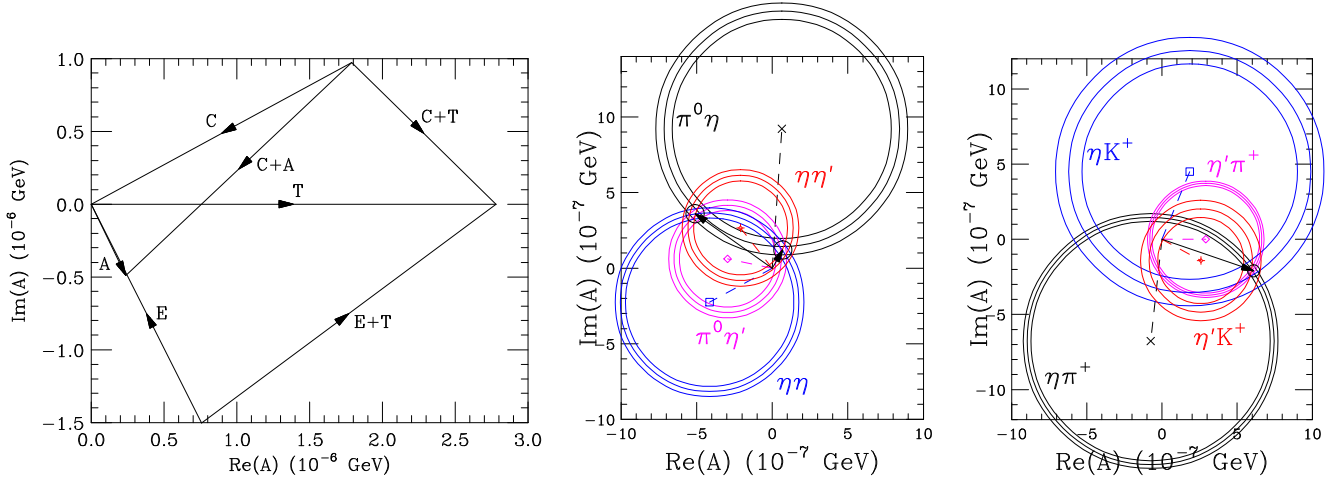 1.0
0.5
0.0
−0.5
−1.0
−1.5
Im(A) (10⁻⁶ GeV)
C
C+T
C+A
T
A
E
E+T
0.0 0.5 1.0 1.5 2.0 2.5 3.0
Re(A) (10⁻⁶ GeV)
10
5
0
−5
−10
Im(A) (10⁻⁷ GeV)
π⁰η
ηη′
π⁰η′
ηη
−10 −5 0 5 10
Re(A) (10⁻⁷ GeV)
10
5
0
−5
−10
Im(A) (10⁻⁷ GeV)
ηK⁺
η′π⁺
η′K⁺
ηπ⁺
−10 −5 0 5 10
Re(A) (10⁻⁷ GeV)